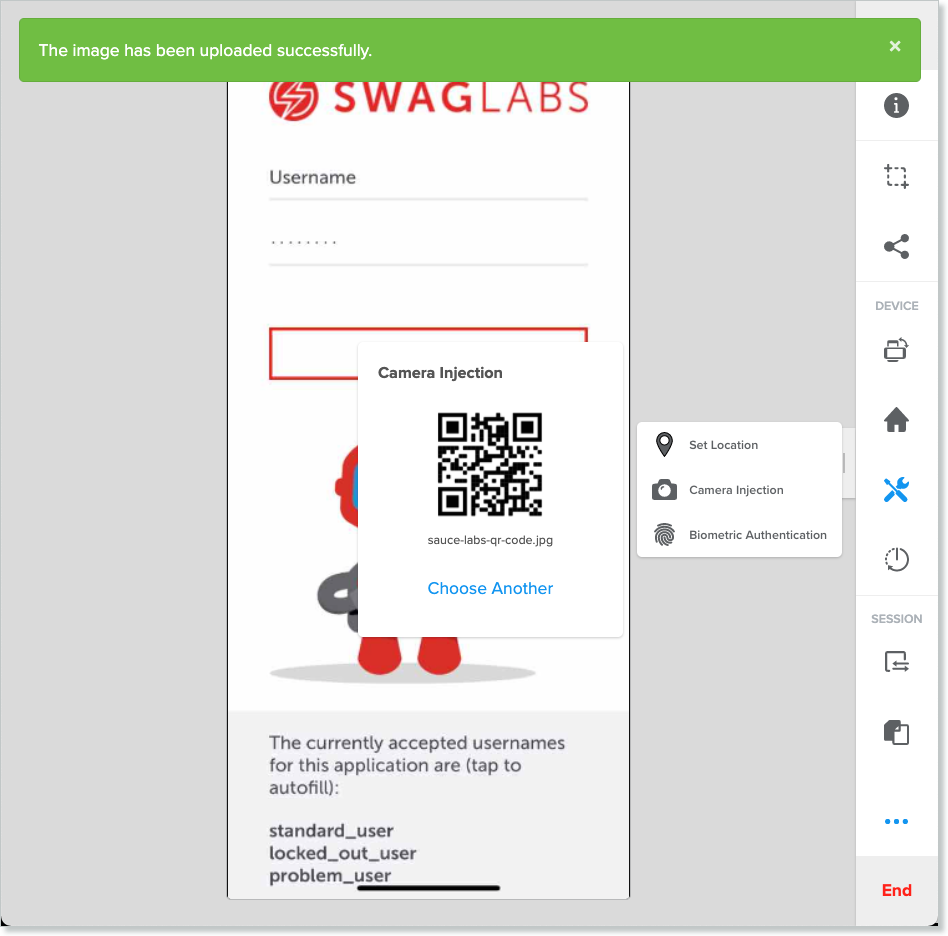 The image has been uploaded successfully.
×
SWAGLABS
Username
········
Camera Injection
sauce-labs-qr-code.jpg
Choose Another
Set Location
Camera Injection
Biometric Authentication
DEVICE
SESSION
End
The currently accepted usernames
for this application are (tap to
autofill):
standard_user
locked_out_user
problem_user